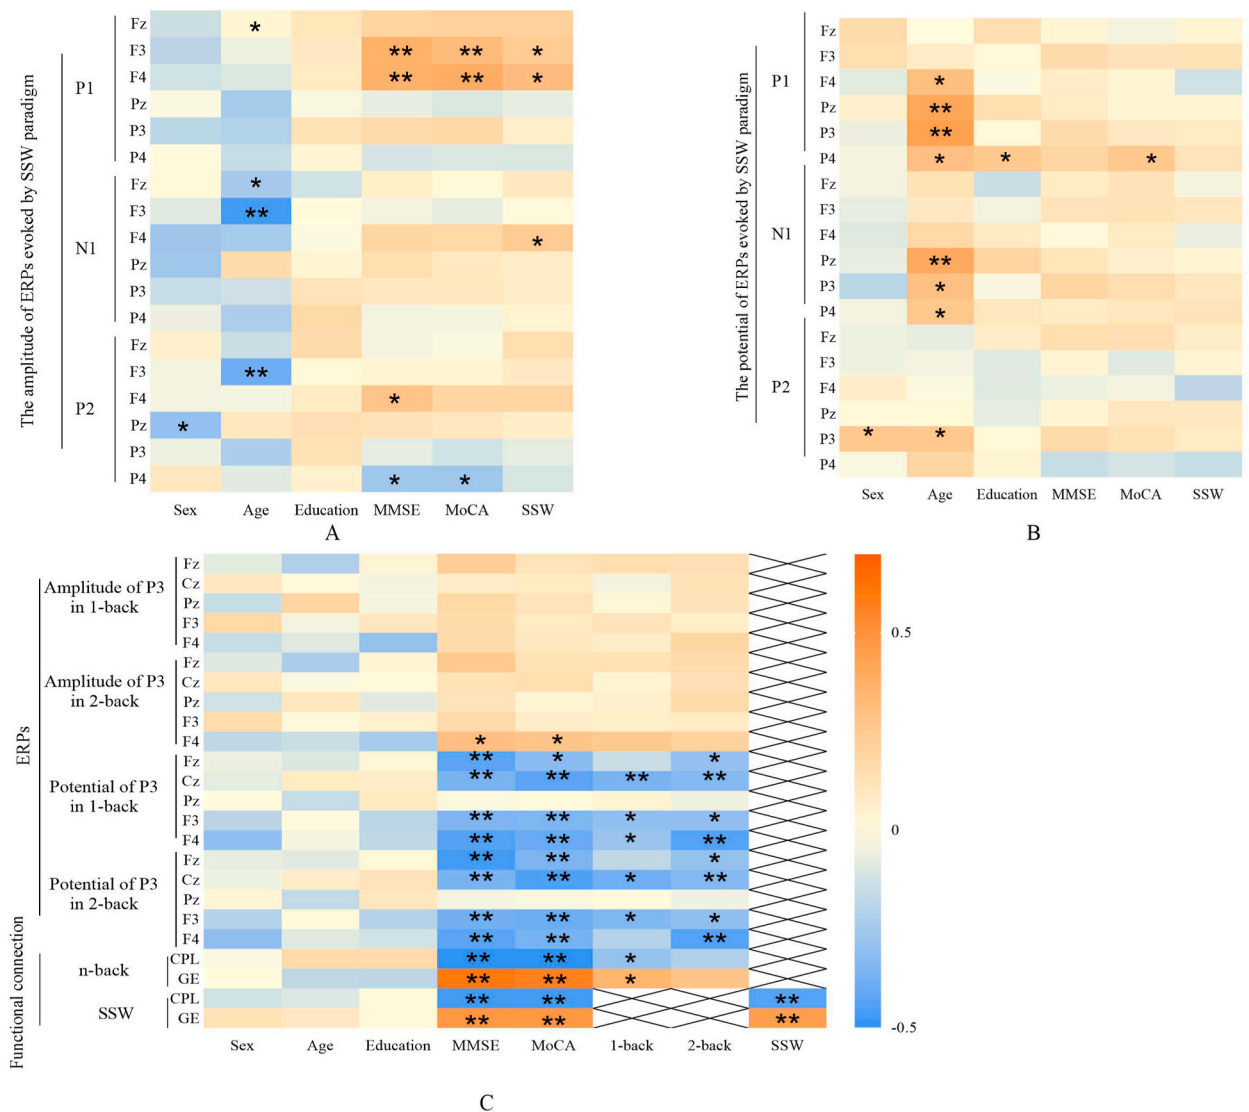 The amplitude of ERPs evoked by SSW paradigm
P1
N1
P2
Fz *
F3 ** ** *
F4 ** ** *
Pz
P3
P4
Fz *
F3 **
F4 *
Pz
P3
P4
Fz
F3 **
F4 *
Pz *
P3
P4 * *
Sex Age Education MMSE MoCA SSW
A
The potential of ERPs evoked by SSW paradigm
P1
N1
P2
Fz
F3
F4 *
Pz **
P3 **
P4 * * *
Fz
F3
F4
Pz **
P3 *
P4 *
Fz
F3
F4
Pz
P3 * *
P4
Sex Age Education MMSE MoCA SSW
B
ERPs
Functional connection
Amplitude of P3
in 1-back
Fz
Cz
Pz
F3
F4
Amplitude of P3
in 2-back
Fz
Cz
Pz
F3
F4 * *
Potential of P3
in 1-back
Fz ** * *
Cz ** ** ** **
Pz
F3 ** ** * *
F4 ** ** * **
Potential of P3
in 2-back
Fz ** ** *
Cz ** ** * **
Pz
F3 ** ** * *
F4 ** ** **
n-back
CPL ** ** *
GE ** ** *
SSW
CPL ** ** **
GE ** ** **
Sex Age Education MMSE MoCA 1-back 2-back SSW
0.5
0
-0.5
C